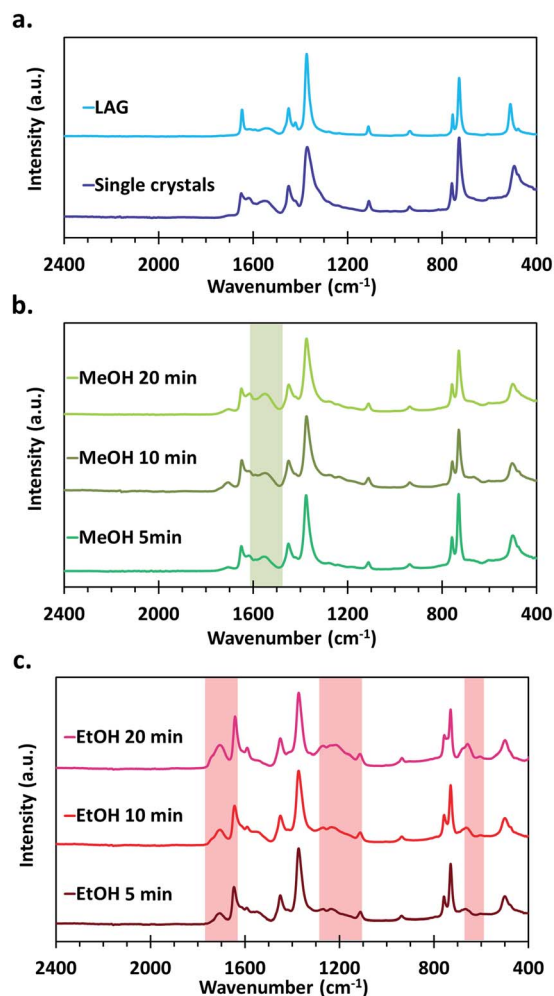 a.
Intensity (a.u.)
LAG
Single crystals
2400 2000 1600 1200 800 400
Wavenumber (cm⁻¹)
b.
Intensity (a.u.)
MeOH 20 min
MeOH 10 min
MeOH 5min
2400 2000 1600 1200 800 400
Wavenumber (cm⁻¹)
c.
Intensity (a.u.)
EtOH 20 min
EtOH 10 min
EtOH 5 min
2400 2000 1600 1200 800 400
Wavenumber (cm⁻¹)